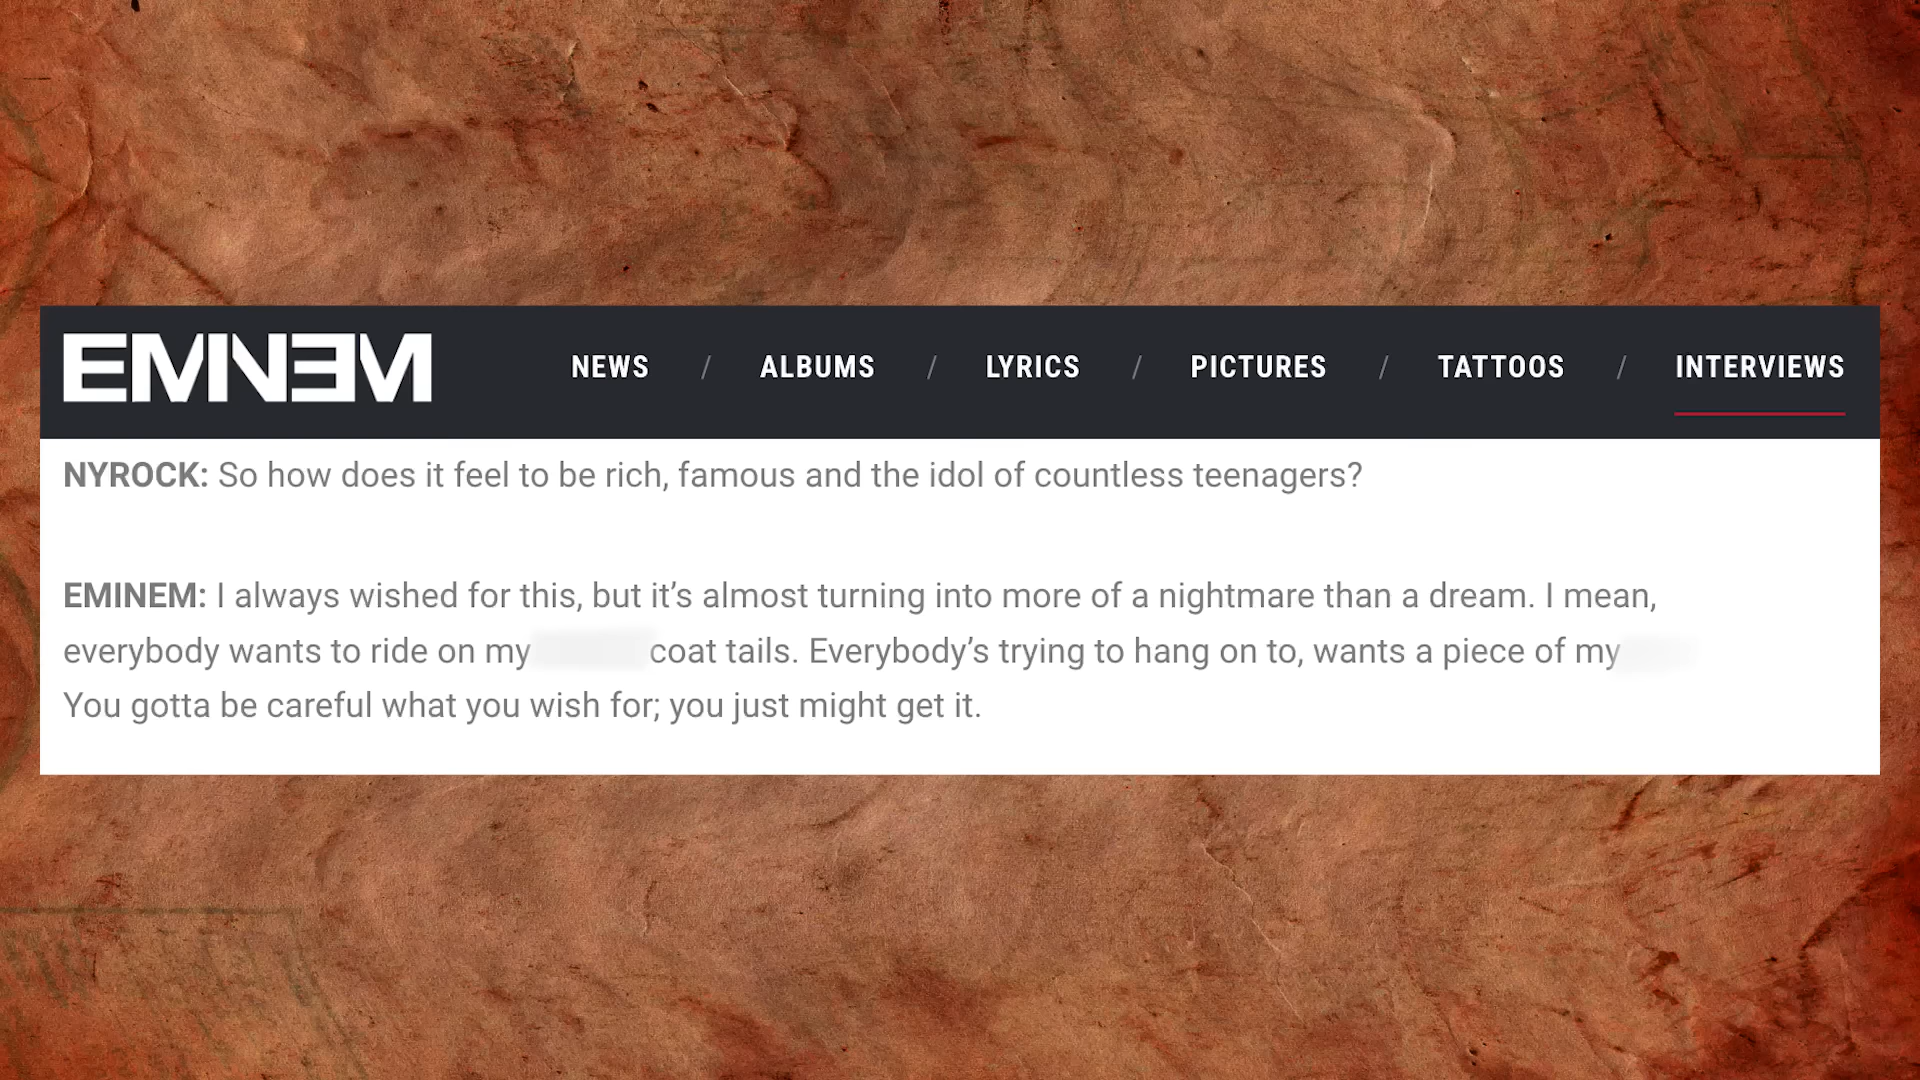 EMINEM
NEWS / ALBUMS / LYRICS / PICTURES / TATTOOS / INTERVIEWS
NYROCK: So how does it feel to be rich, famous and the idol of countless teenagers?
EMINEM: I always wished for this, but it’s almost turning into more of a nightmare than a dream. I mean,
everybody wants to ride on my coat tails. Everybody’s trying to hang on to, wants a piece of my
You gotta be careful what you wish for; you just might get it.